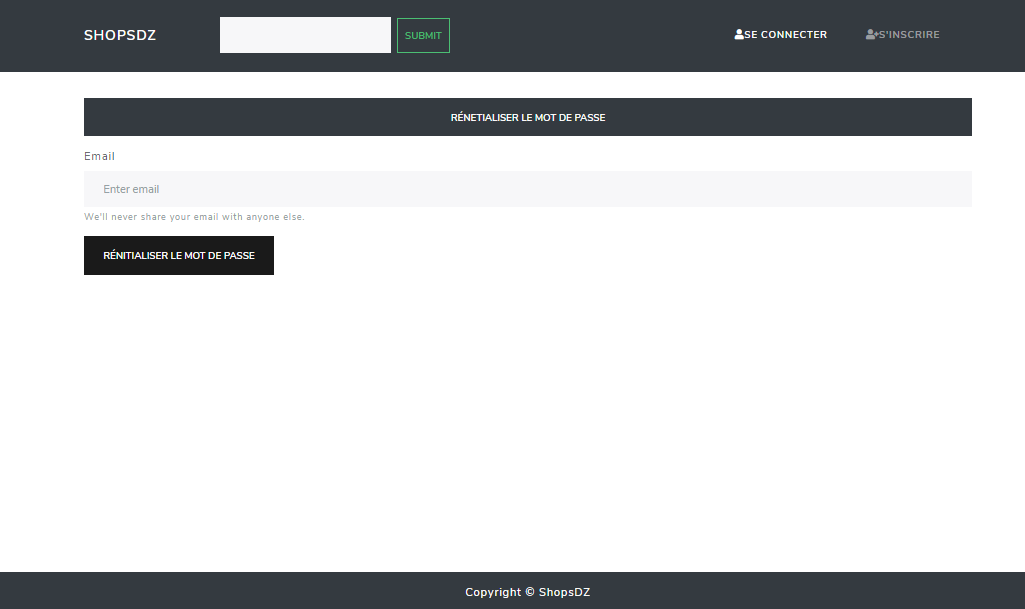 SHOPSDZ
SUBMIT
SE CONNECTER
S'INSCRIRE
RÉNETIALISER LE MOT DE PASSE
Email
Enter email
We'll never share your email with anyone else.
RÉNITIALISER LE MOT DE PASSE
Copyright © ShopsDZ